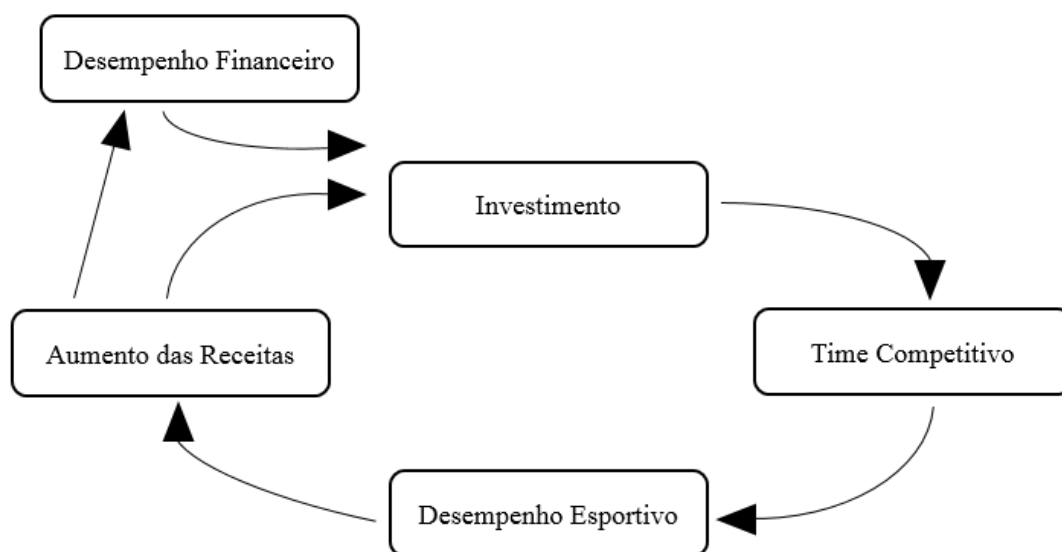 Desempenho Financeiro
Investimento
Aumento das Receitas
Time Competitivo
Desempenho Esportivo